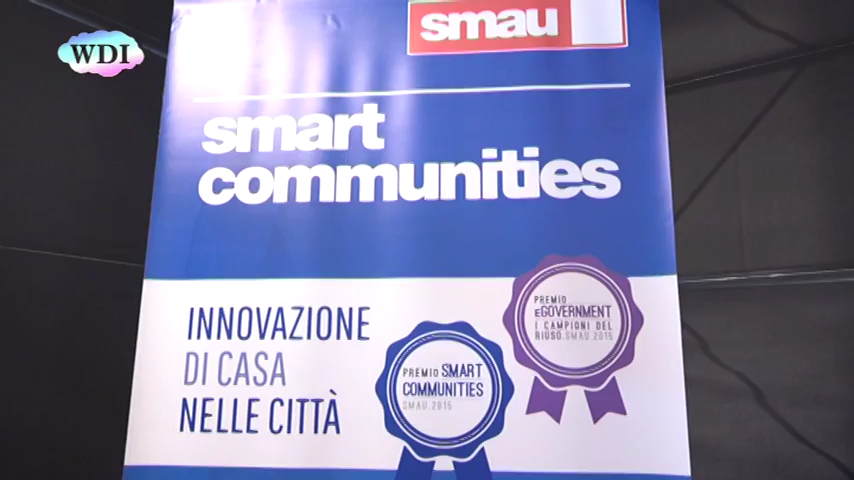 WDI
smau
smart
communities
INNOVAZIONE
DI CASA
NELLE CITTÀ
PREMIO SMART
COMMUNITIES
SMAU.2015
PREMIO
eGOVERNMENT
I CAMPIONI DEL
RIUSO.SMAU.2015